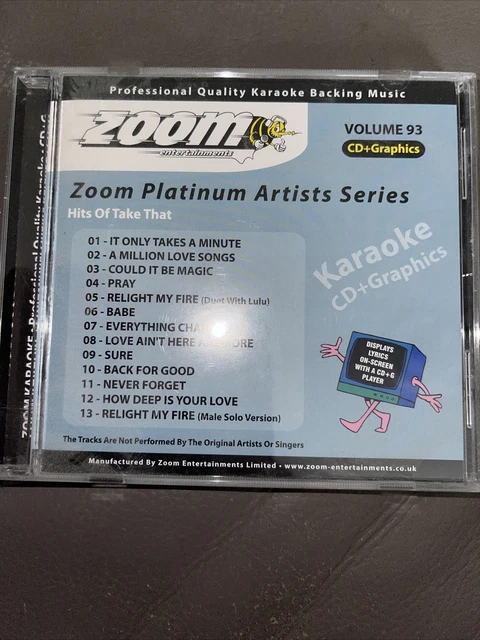 Professional Quality Karaoke Backing Music
zoom
entertainments
VOLUME 93
CD+Graphics
Zoom Platinum Artists Series
Hits Of Take That
Karaoke
CD+Graphics
01 - IT ONLY TAKES A MINUTE
02 - A MILLION LOVE SONGS
03 - COULD IT BE MAGIC
04 - PRAY
05 - RELIGHT MY FIRE (Duet With Lulu)
06 - BABE
07 - EVERYTHING
08 - LOVE AIN'T HERE
09 - SURE
10 - BACK FOR GOOD
11 - NEVER FORGET
12 - HOW DEEP IS YOUR LOVE
13 - RELIGHT MY FIRE (Male Solo Version)
DISPLAYS
LYRICS
ON-SCREEN
WITH A CD+G
PLAYER
The Tracks Are Not Performed By The Original Artists Or Singers
Manufactured By Zoom Entertainments Limited • www.zoom-entertainments.co.uk
ZOOM KARAOKE - Professional Quality Karaoke CD+G